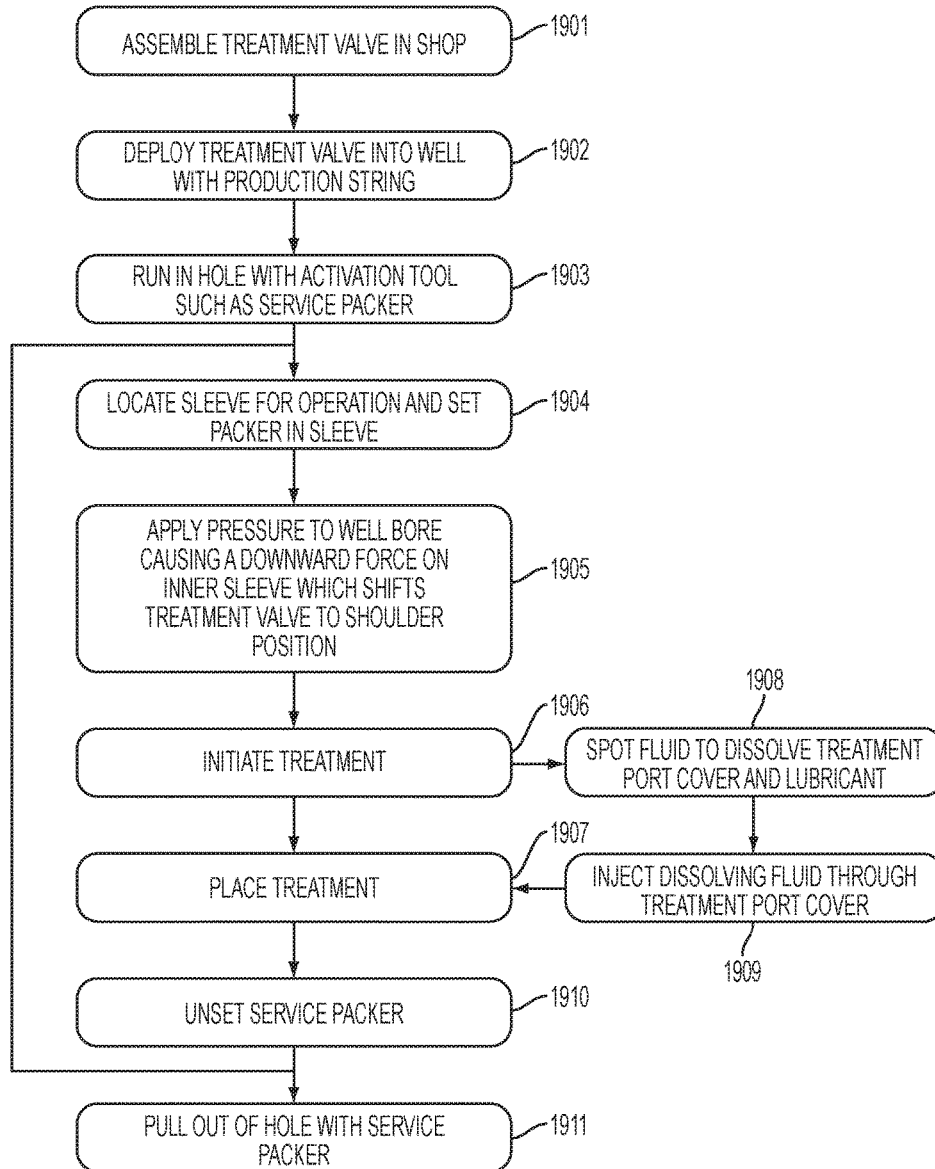 ASSEMBLE TREATMENT VALVE IN SHOP
1901
DEPLOY TREATMENT VALVE INTO WELL
WITH PRODUCTION STRING
1902
RUN IN HOLE WITH ACTIVATION TOOL
SUCH AS SERVICE PACKER
1903
LOCATE SLEEVE FOR OPERATION AND SET
PACKER IN SLEEVE
1904
APPLY PRESSURE TO WELL BORE
CAUSING A DOWNWARD FORCE ON
INNER SLEEVE WHICH SHIFTS
TREATMENT VALVE TO SHOULDER
POSITION
1905
INITIATE TREATMENT
1906
1908
SPOT FLUID TO DISSOLVE TREATMENT
PORT COVER AND LUBRICANT
PLACE TREATMENT
1907
INJECT DISSOLVING FLUID THROUGH
TREATMENT PORT COVER
1909
UNSET SERVICE PACKER
1910
PULL OUT OF HOLE WITH SERVICE
PACKER
1911